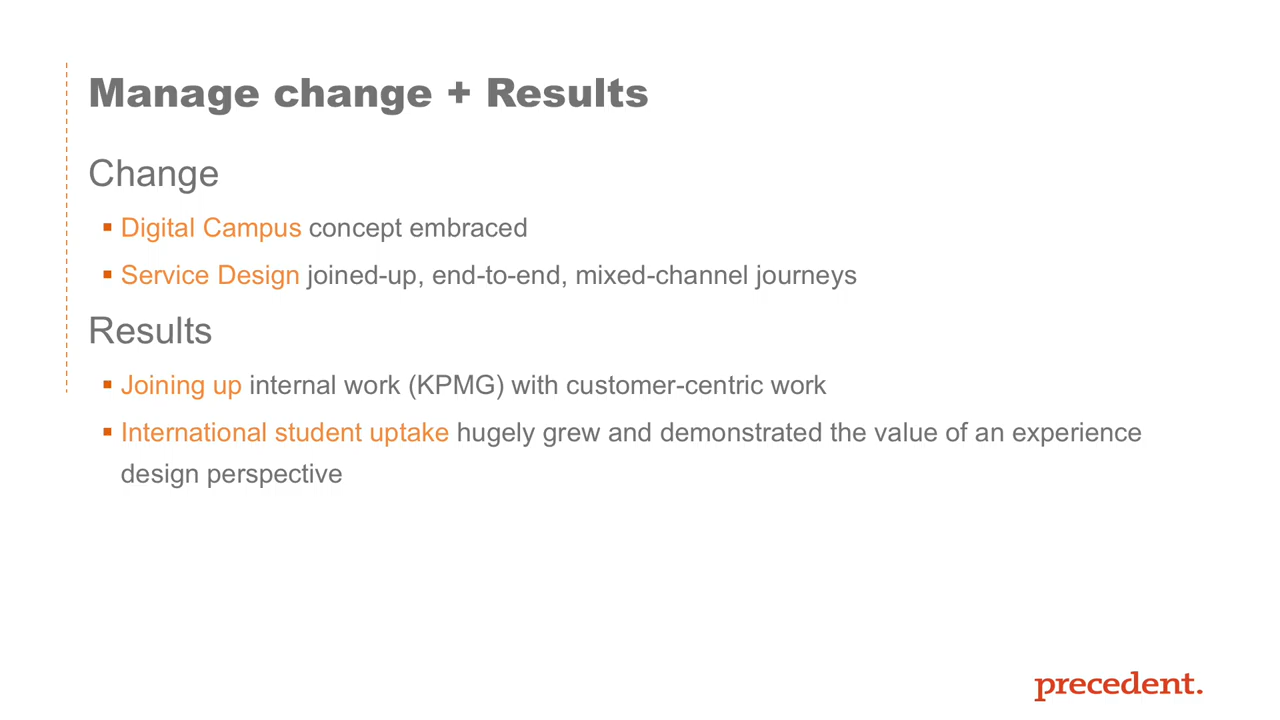 Manage change + Results
Change
▪ Digital Campus concept embraced
▪ Service Design joined-up, end-to-end, mixed-channel journeys
Results
▪ Joining up internal work (KPMG) with customer-centric work
▪ International student uptake hugely grew and demonstrated the value of an experience
design perspective
precedent.